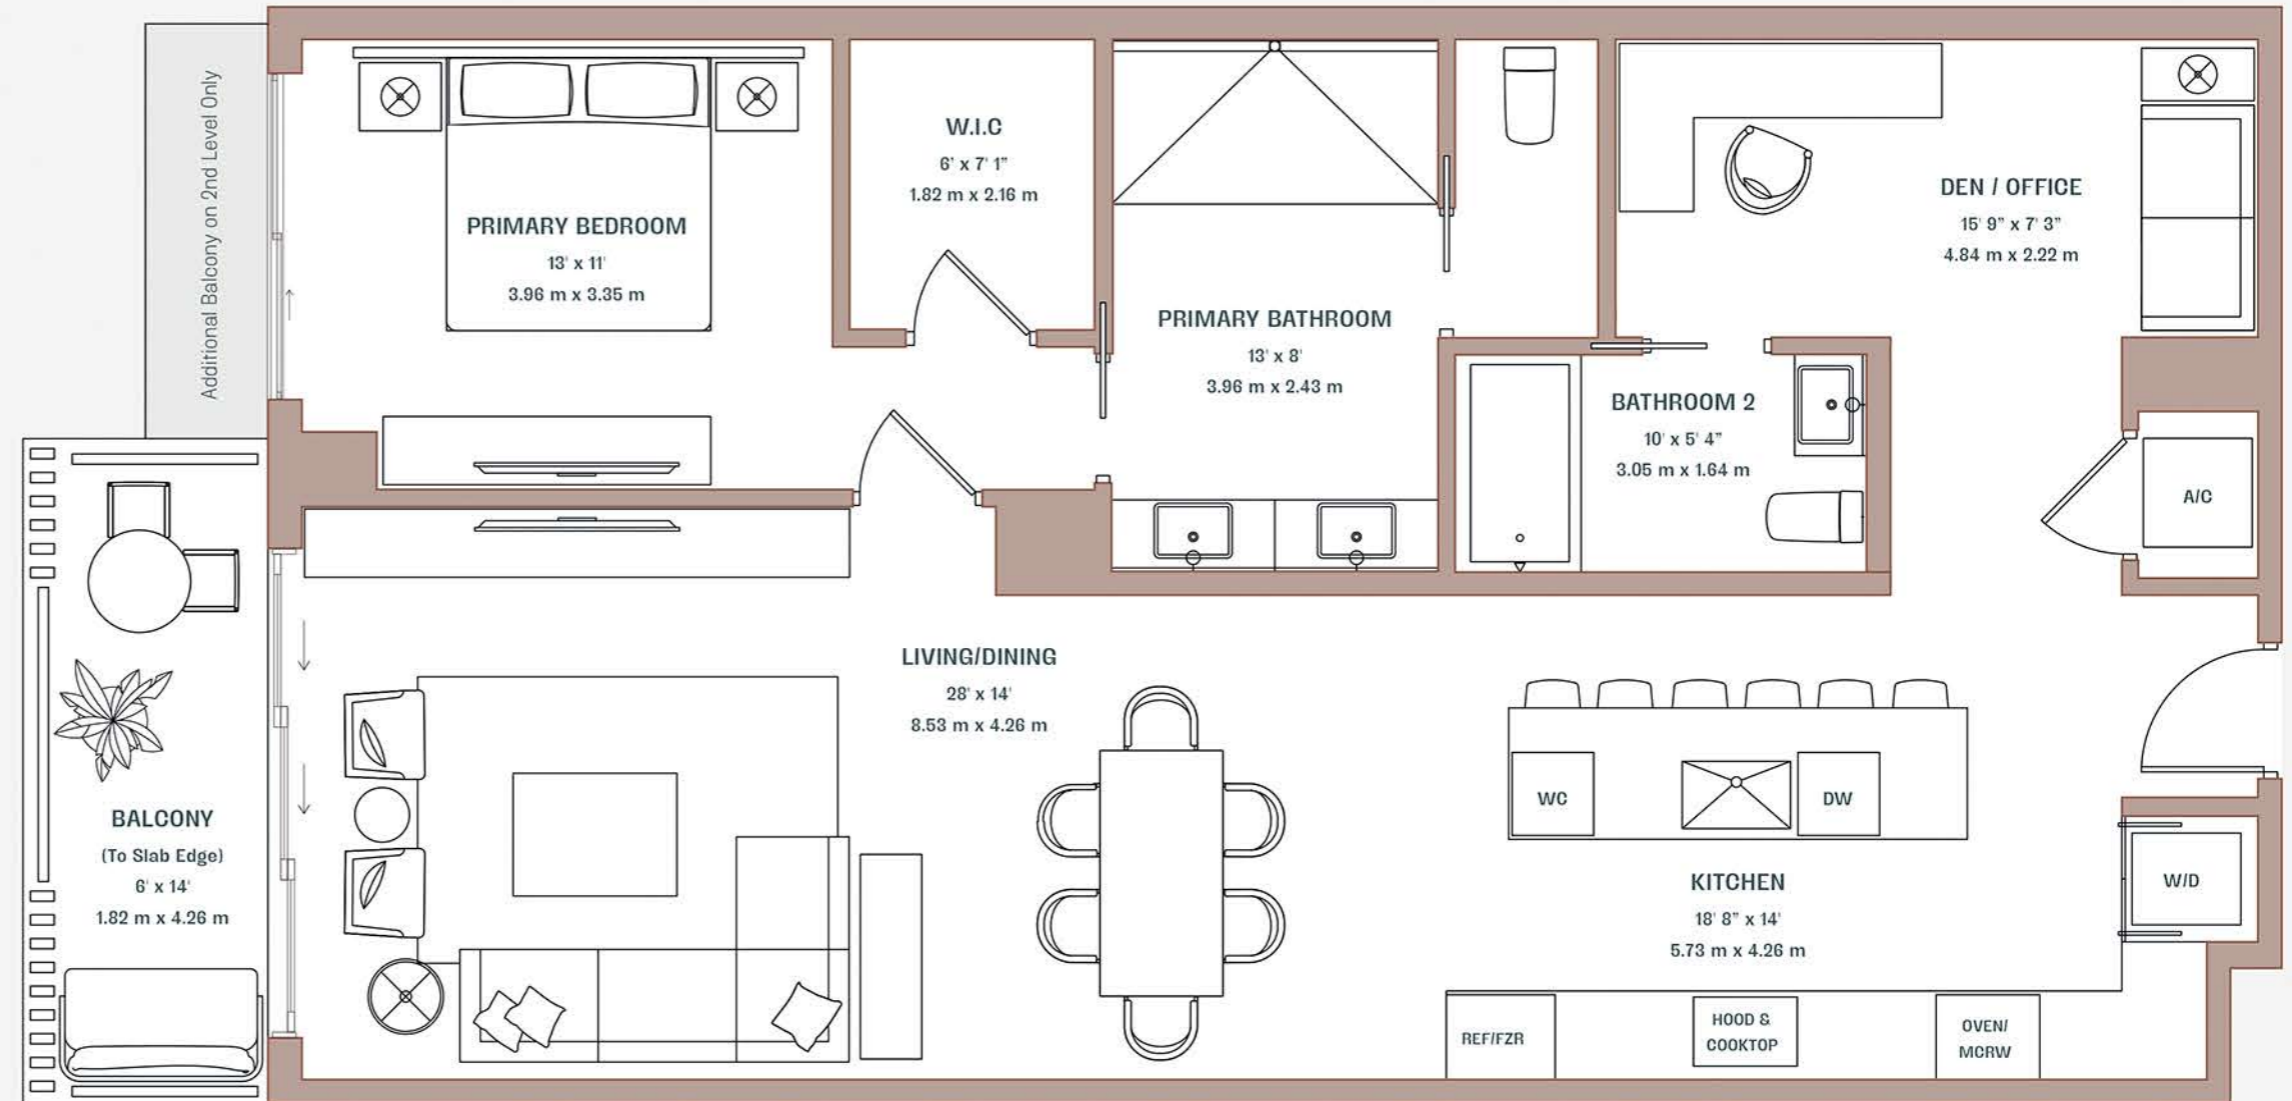 Additional Balcony on 2nd Level Only
PRIMARY BEDROOM
13' x 11'
3.96 m x 3.35 m
W.I.C
6' x 7' 1"
1.82 m x 2.16 m
PRIMARY BATHROOM
13' x 8'
3.96 m x 2.43 m
DEN / OFFICE
15' 9" x 7' 3"
4.84 m x 2.22 m
BATHROOM 2
10' x 5' 4"
3.05 m x 1.64 m
A/C
LIVING/DINING
28' x 14'
8.53 m x 4.26 m
BALCONY
(To Slab Edge)
6' x 14'
1.82 m x 4.26 m
WC
DW
KITCHEN
18' 8" x 14'
5.73 m x 4.26 m
W/D
REF/FZR
HOOD &
COOKTOP
OVEN/
MCRW